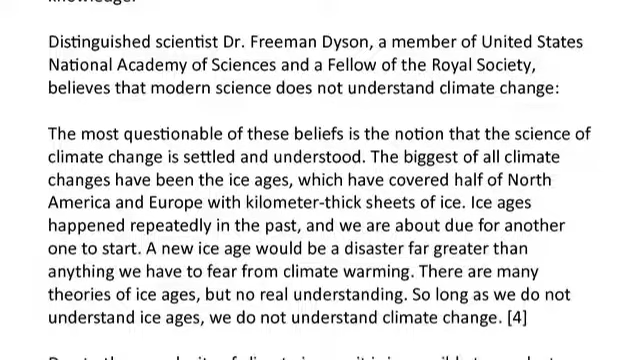 knowledge.
Distinguished scientist Dr. Freeman Dyson, a member of United States
National Academy of Sciences and a Fellow of the Royal Society,
believes that modern science does not understand climate change:
The most questionable of these beliefs is the notion that the science of
climate change is settled and understood. The biggest of all climate
changes have been the ice ages, which have covered half of North
America and Europe with kilometer-thick sheets of ice. Ice ages
happened repeatedly in the past, and we are about due for another
one to start. A new ice age would be a disaster far greater than
anything we have to fear from climate warming. There are many
theories of ice ages, but no real understanding. So long as we do not
understand ice ages, we do not understand climate change. [4]